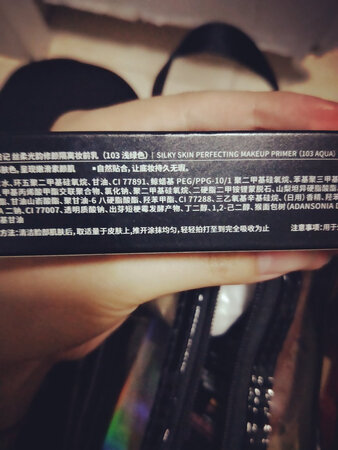 丝柔光韵修颜隔离妆前乳（103 浅绿色）| SILKY SKIN PERFECTING MAKEUP PRIMER (103 AQUA)
肤色，呈现嫩滑素颜肌 | ≡自然贴合，让底妆持久无瑕。
水、环五聚二甲基硅氧烷、甘油、CI 77891、鲸蜡基 PEG/PPG-10/1 聚二甲基硅氧烷、苯基聚三甲基
甲基丙烯酸甲酯交联聚合物、氯化钠、聚二甲基硅氧烷、二硬脂二甲铵锂蒙脱石、山梨坦异硬脂酸酯
甘油山嵛酸酯、聚甘油-6 八硬脂酸酯、羟苯甲酯、CI 77288、三乙氧基辛基硅烷、（日用）香精、羟苯
二钠、CI 77007、透明质酸钠、出芽短梗霉发酵产物、丁二醇、1,2-己二醇、猴面包树（ADANSONIA
甘油
方法：清洁脸部肌肤后，取适量于皮肤上，推开涂抹均匀，轻轻拍打至到完全吸收为止
注意事项：用于